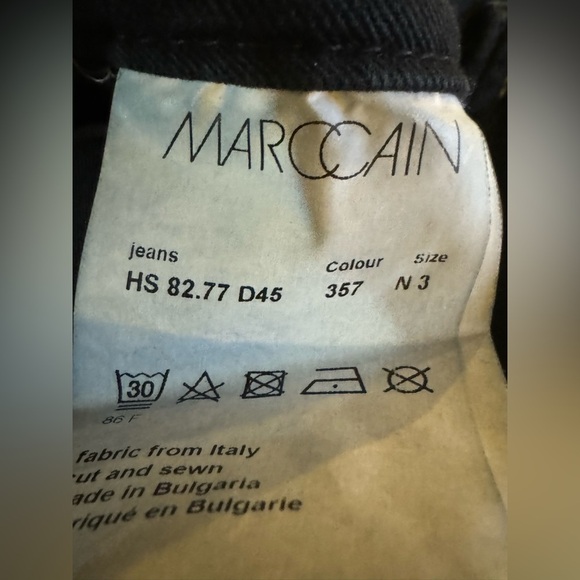 MARCCAIN
jeans
Colour Size
HS 82.77 D45 357 N 3
30
86 F
fabric from Italy
ut and sewn
ade in Bulgaria
riqué en Bulgarie